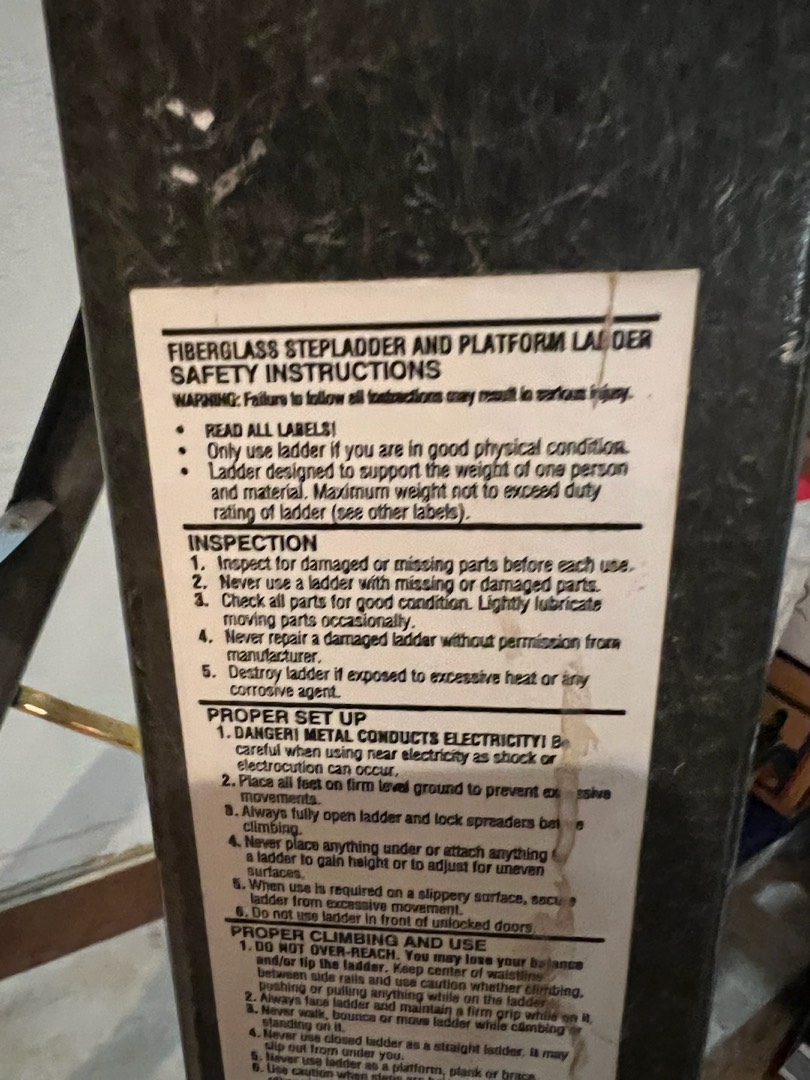 FIBERGLASS STEPLADDER AND PLATFORM LADDER
SAFETY INSTRUCTIONS
WARNING: Failure to follow all instructions may result in serious injury.
• READ ALL LABELS!
• Only use ladder if you are in good physical condition.
• Ladder designed to support the weight of one person
and material. Maximum weight not to exceed duty
rating of ladder (see other labels).
INSPECTION
1. Inspect for damaged or missing parts before each use.
2. Never use a ladder with missing or damaged parts.
3. Check all parts for good condition. Lightly lubricate
moving parts occasionally.
4. Never repair a damaged ladder without permission from
manufacturer.
5. Destroy ladder if exposed to excessive heat or any
corrosive agent.
PROPER SET UP
1. DANGER! METAL CONDUCTS ELECTRICITY! Be
careful when using near electricity as shock or
electrocution can occur.
2. Place all feet on firm level ground to prevent excessive
movements.
3. Always fully open ladder and lock spreaders before
climbing.
4. Never place anything under or attach anything
a ladder to gain height or to adjust for uneven
surfaces.
5. When use is required on a slippery surface, secure
ladder from excessive movement.
6. Do not use ladder in front of unlocked doors.
PROPER CLIMBING AND USE
1. DO NOT OVER-REACH. You may lose your balance
and/or tip the ladder. Keep center of waistline
between side rails and use caution whether climbing,
pushing or pulling anything while on the ladder.
2. Always face ladder and maintain a firm grip while on it.
3. Never walk, bounce or move ladder while climbing or
standing on it.
4. Never use closed ladder as a straight ladder. It may
slip out from under you.
5. Never use ladder as a platform, plank or brace.
6. Use caution when